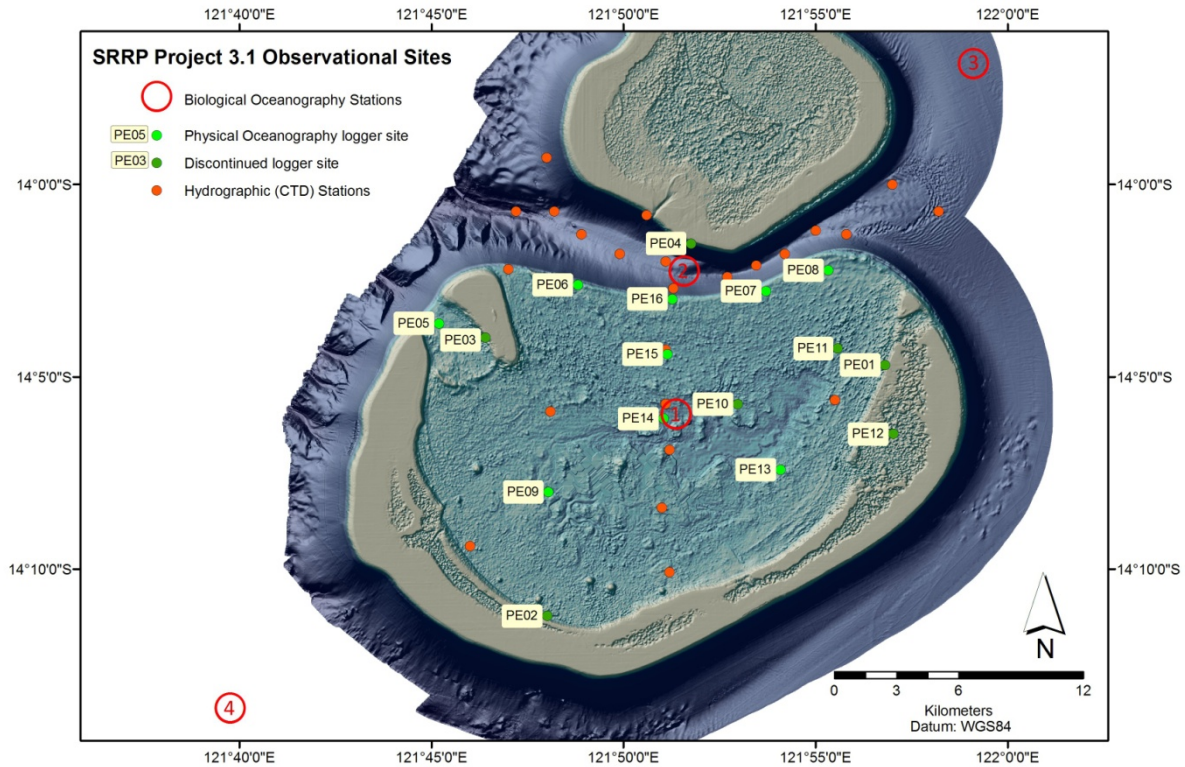 121°40'0"E 121°45'0"E 121°50'0"E 121°55'0"E 122°0'0"E
SRRP Project 3.1 Observational Sites
Biological Oceanography Stations
PE05 Physical Oceanography logger site
PE03 Discontinued logger site
Hydrographic (CTD) Stations
3
14°0'0"S 14°0'0"S
PE04
2
PE08
PE06
PE07
PE16
PE05
PE03
PE15
PE11
PE01
14°5'0"S 14°5'0"S
PE10
1
PE14
PE12
PE13
PE09
14°10'0"S 14°10'0"S
PE02
N
0 3 6 12
Kilometers
Datum: WGS84
4
121°40'0"E 121°45'0"E 121°50'0"E 121°55'0"E 122°0'0"E